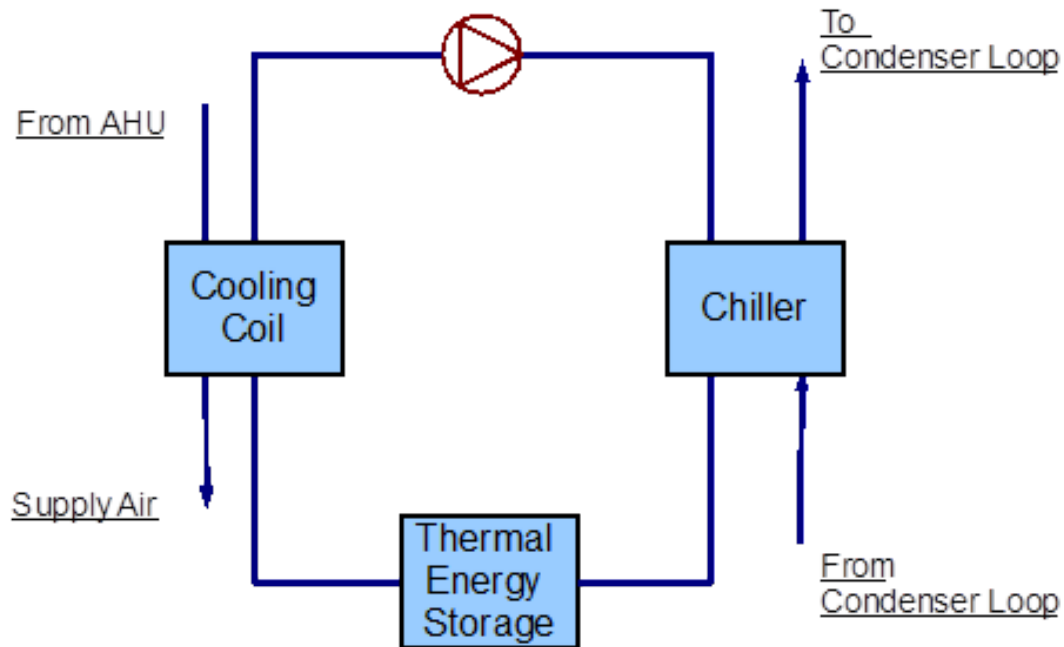 To
Condenser Loop
From AHU
Cooling
Coil
Chiller
Supply Air
Thermal
Energy
Storage
From
Condenser Loop